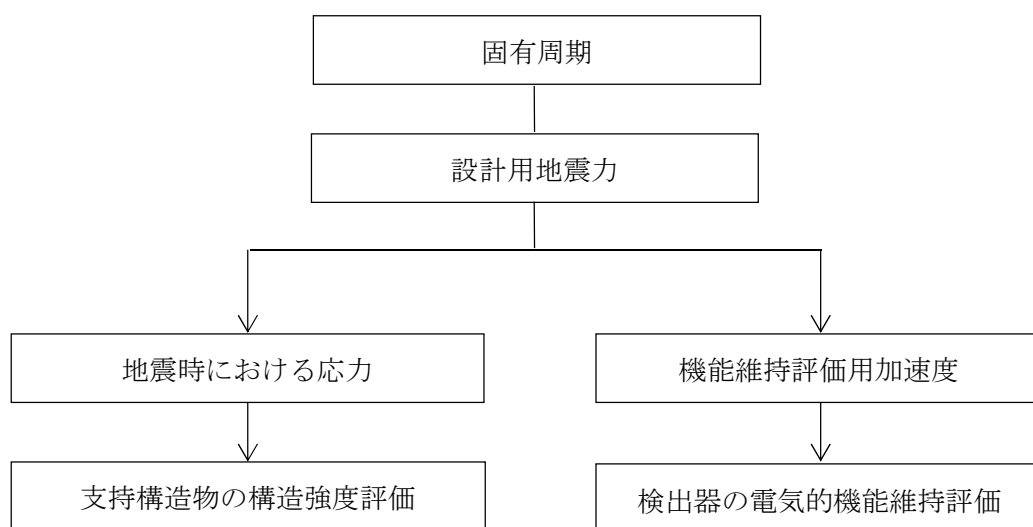 固有周期
設計用地震力
地震時における応力
機能維持評価用加速度
支持構造物の構造強度評価
検出器の電気的機能維持評価